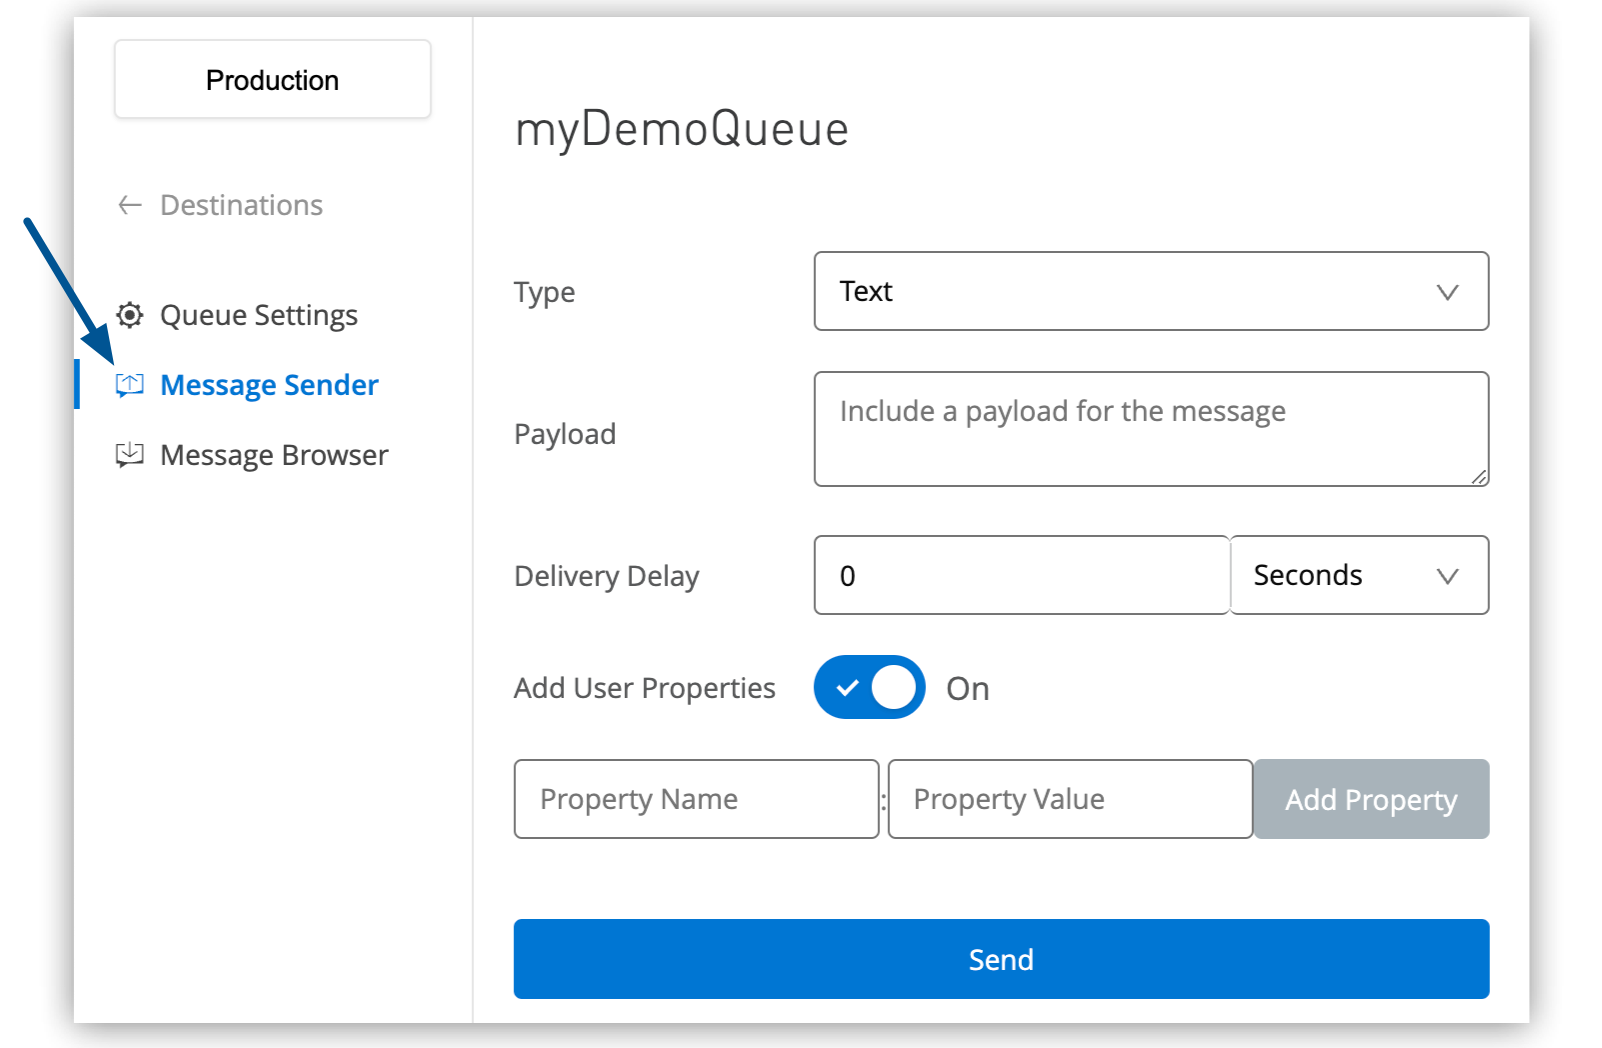 Production
Destinations
Queue Settings
Message Sender
Message Browser
myDemoQueue
Type
Text
Payload
Include a payload for the message
Delivery Delay
0
Seconds
Add User Properties
On
Property Name : Property Value
Add Property
Send